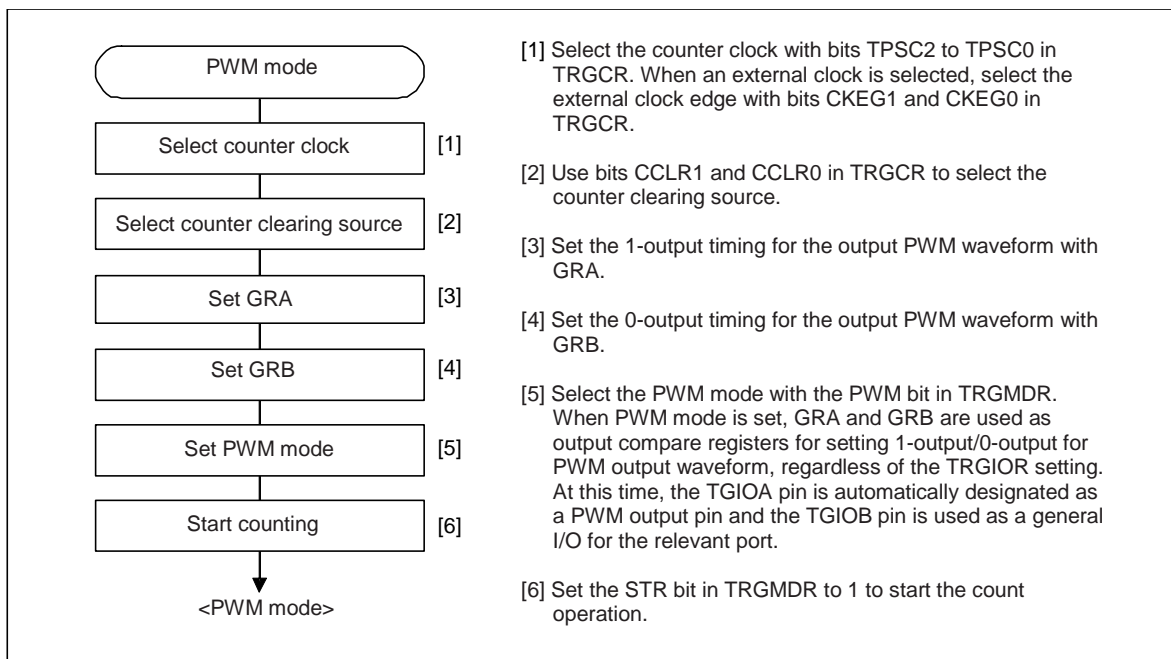 PWM mode
Select counter clock
[1]
Select counter clearing source
[2]
Set GRA
[3]
Set GRB
[4]
Set PWM mode
[5]
Start counting
[6]
<PWM mode>
[1] Select the counter clock with bits TPSC2 to TPSC0 in
TRGCR. When an external clock is selected, select the
external clock edge with bits CKEG1 and CKEG0 in
TRGCR.
[2] Use bits CCLR1 and CCLR0 in TRGCR to select the
counter clearing source.
[3] Set the 1-output timing for the output PWM waveform with
GRA.
[4] Set the 0-output timing for the output PWM waveform with
GRB.
[5] Select the PWM mode with the PWM bit in TRGMDR.
When PWM mode is set, GRA and GRB are used as
output compare registers for setting 1-output/0-output for
PWM output waveform, regardless of the TRGIOR setting.
At this time, the TGIOA pin is automatically designated as
a PWM output pin and the TGIOB pin is used as a general
I/O for the relevant port.
[6] Set the STR bit in TRGMDR to 1 to start the count
operation.